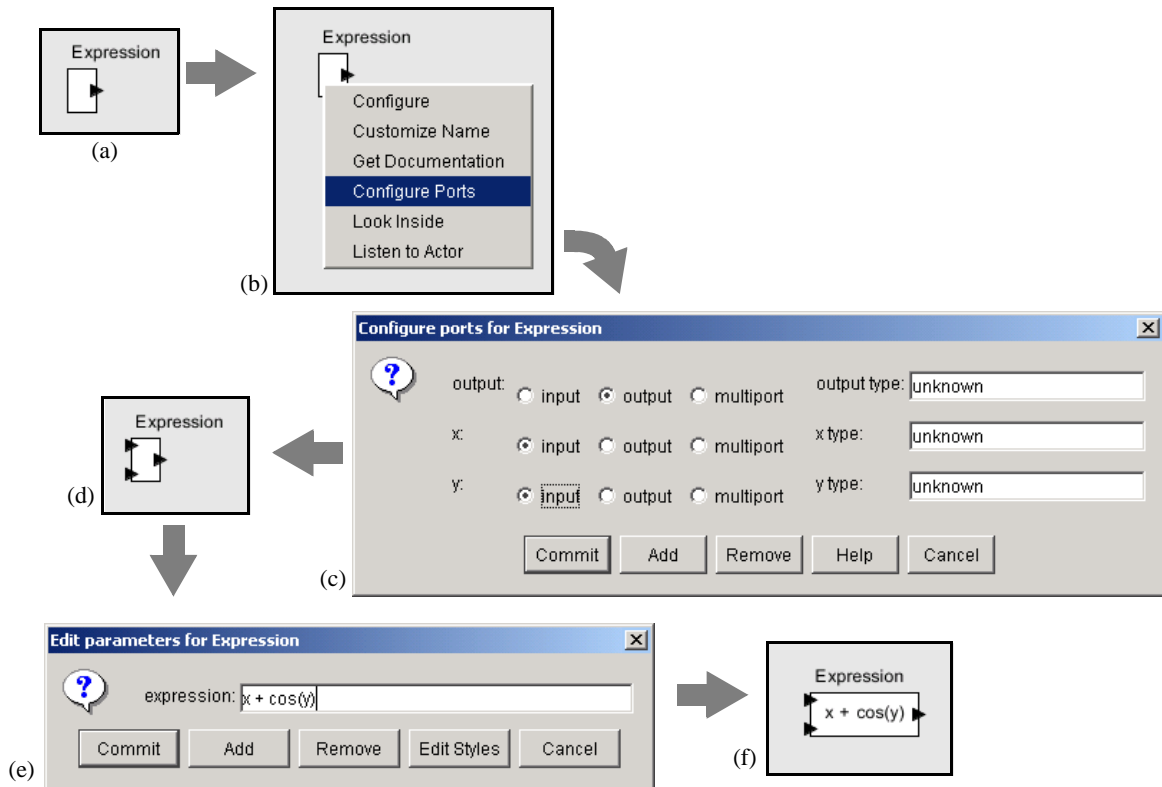 Expression
(a)
Expression
Configure
Customize Name
Get Documentation
Configure Ports
Look Inside
Listen to Actor
(b)
Configure ports for Expression
output: input output multiport output type: unknown
x: input output multiport x type: unknown
y: input output multiport y type: unknown
Commit Add Remove Help Cancel
(c)
Expression
(d)
Edit parameters for Expression
expression: x + cos(y)
Commit Add Remove Edit Styles Cancel
(e)
Expression
x + cos(y)
(f)